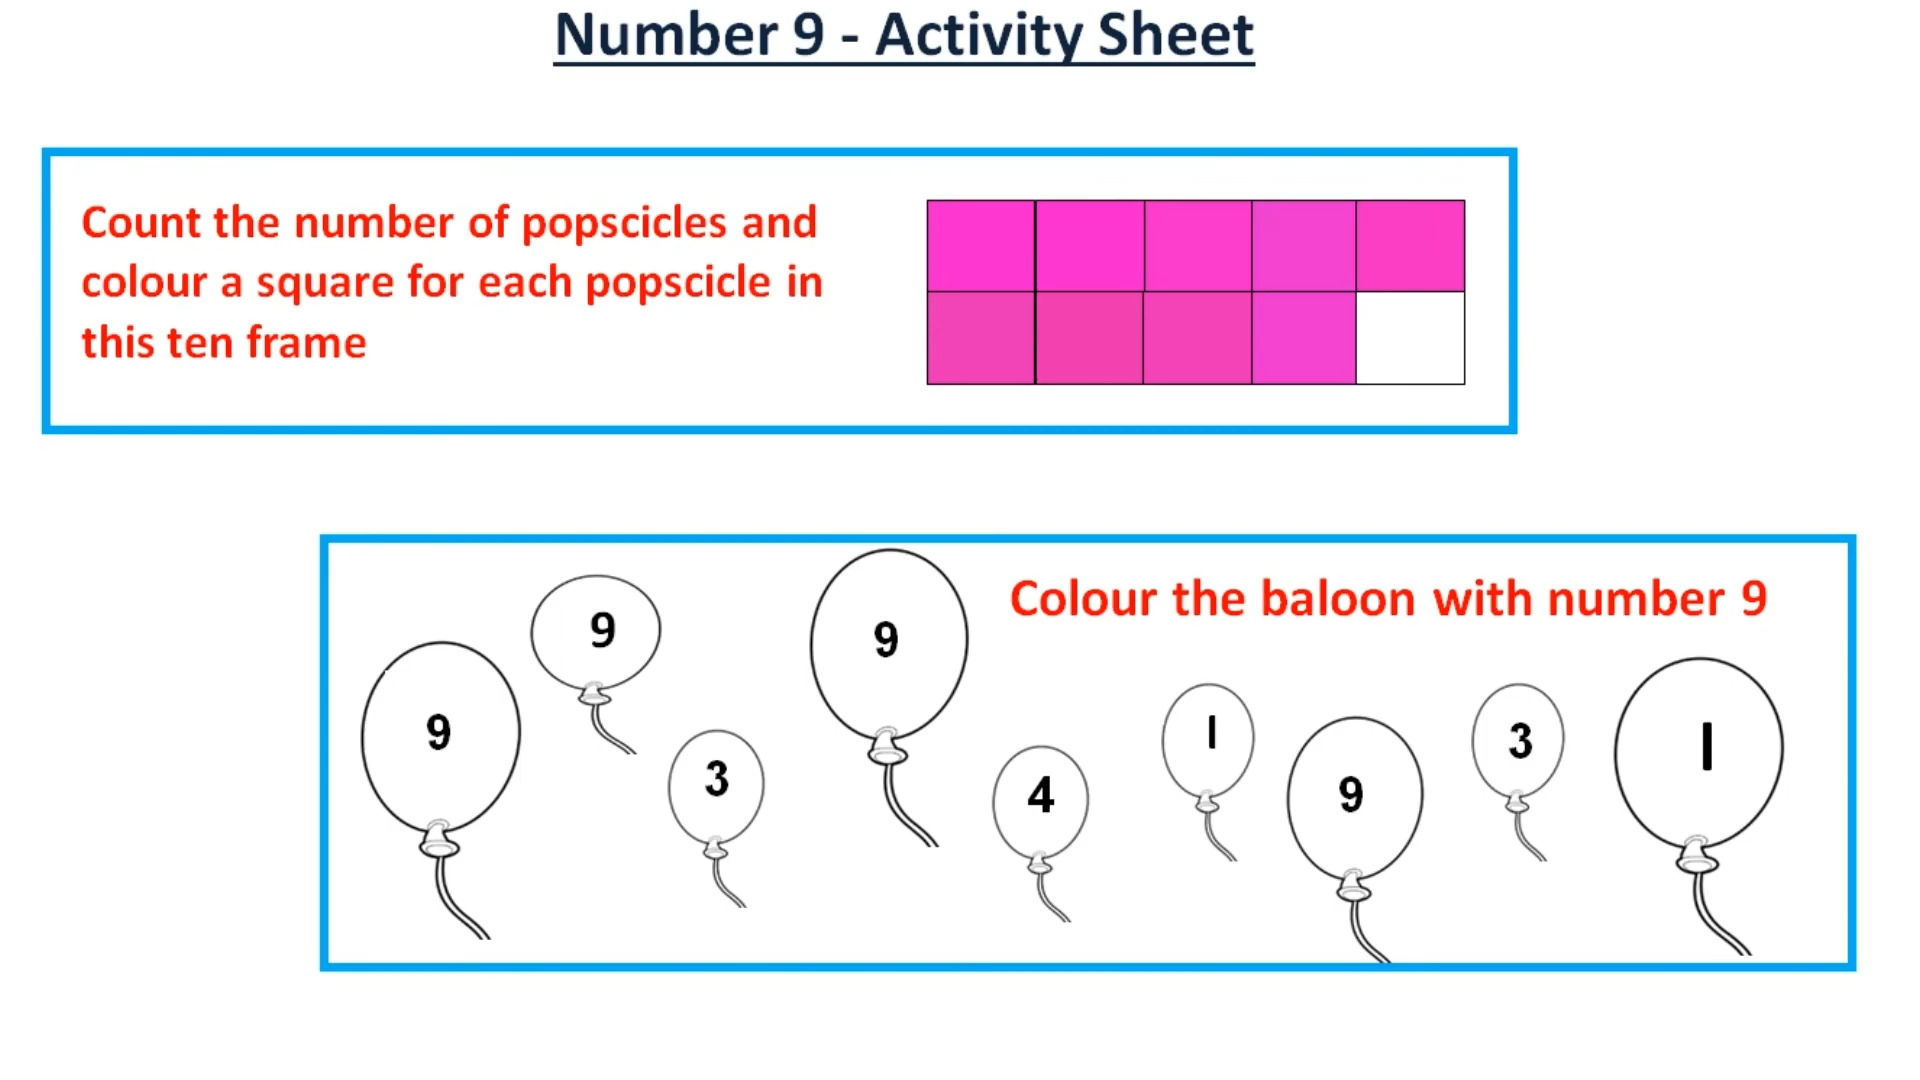 Number 9 - Activity Sheet
Count the number of popscicles and
colour a square for each popscicle in
this ten frame
Colour the baloon with number 9
9
9
3
9
4
1
9
3
1